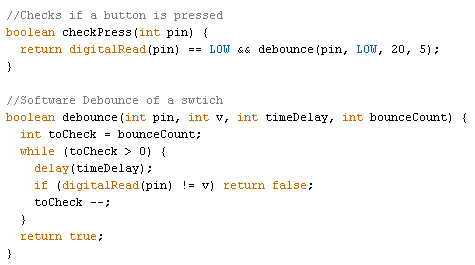 //Checks if a button is pressed
boolean checkPress(int pin) {
  return digitalRead(pin) == LOW && debounce(pin, LOW, 20, 5);
}

//Software Debounce of a swtich
boolean debounce(int pin, int v, int timeDelay, int bounceCount) {
  int toCheck = bounceCount;
  while (toCheck > 0) {
    delay(timeDelay);
    if (digitalRead(pin) != v) return false;
    toCheck --;
  }
  return true;
}